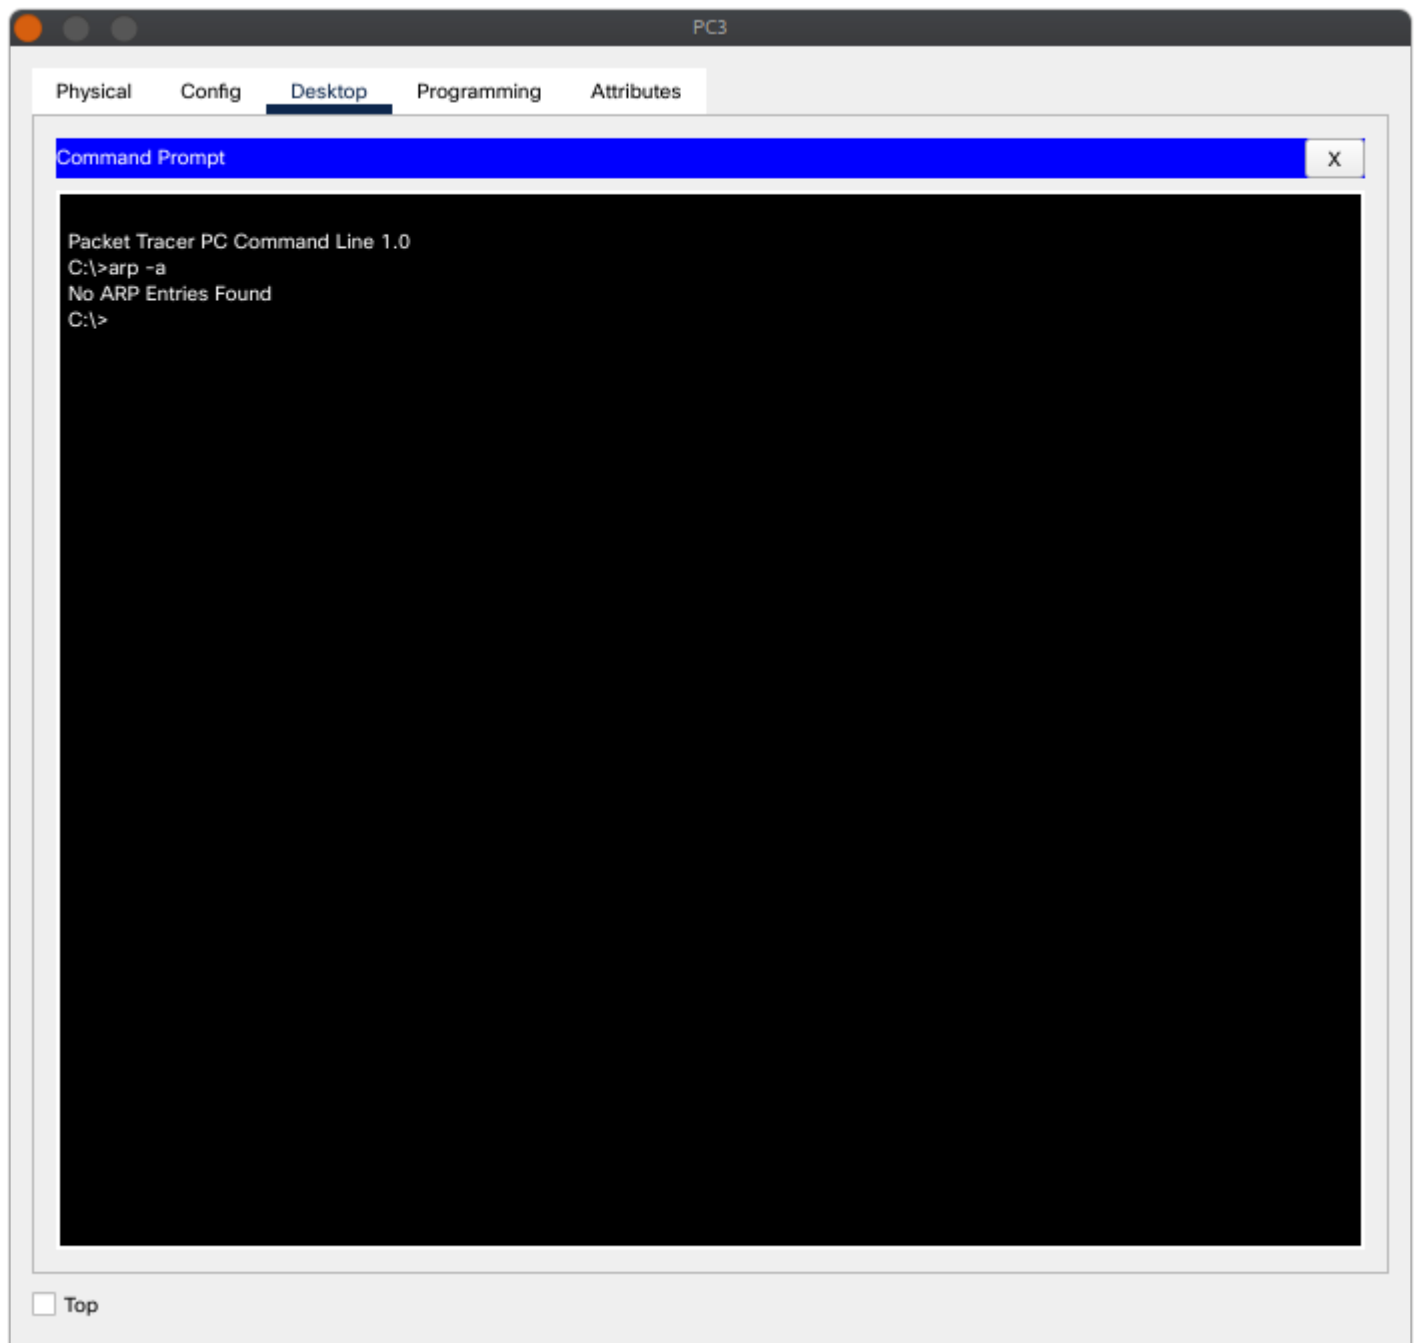 PC3
Physical Config Desktop Programming Attributes
Command Prompt X
Packet Tracer PC Command Line 1.0
C:\>arp -a
No ARP Entries Found
C:\>
Top